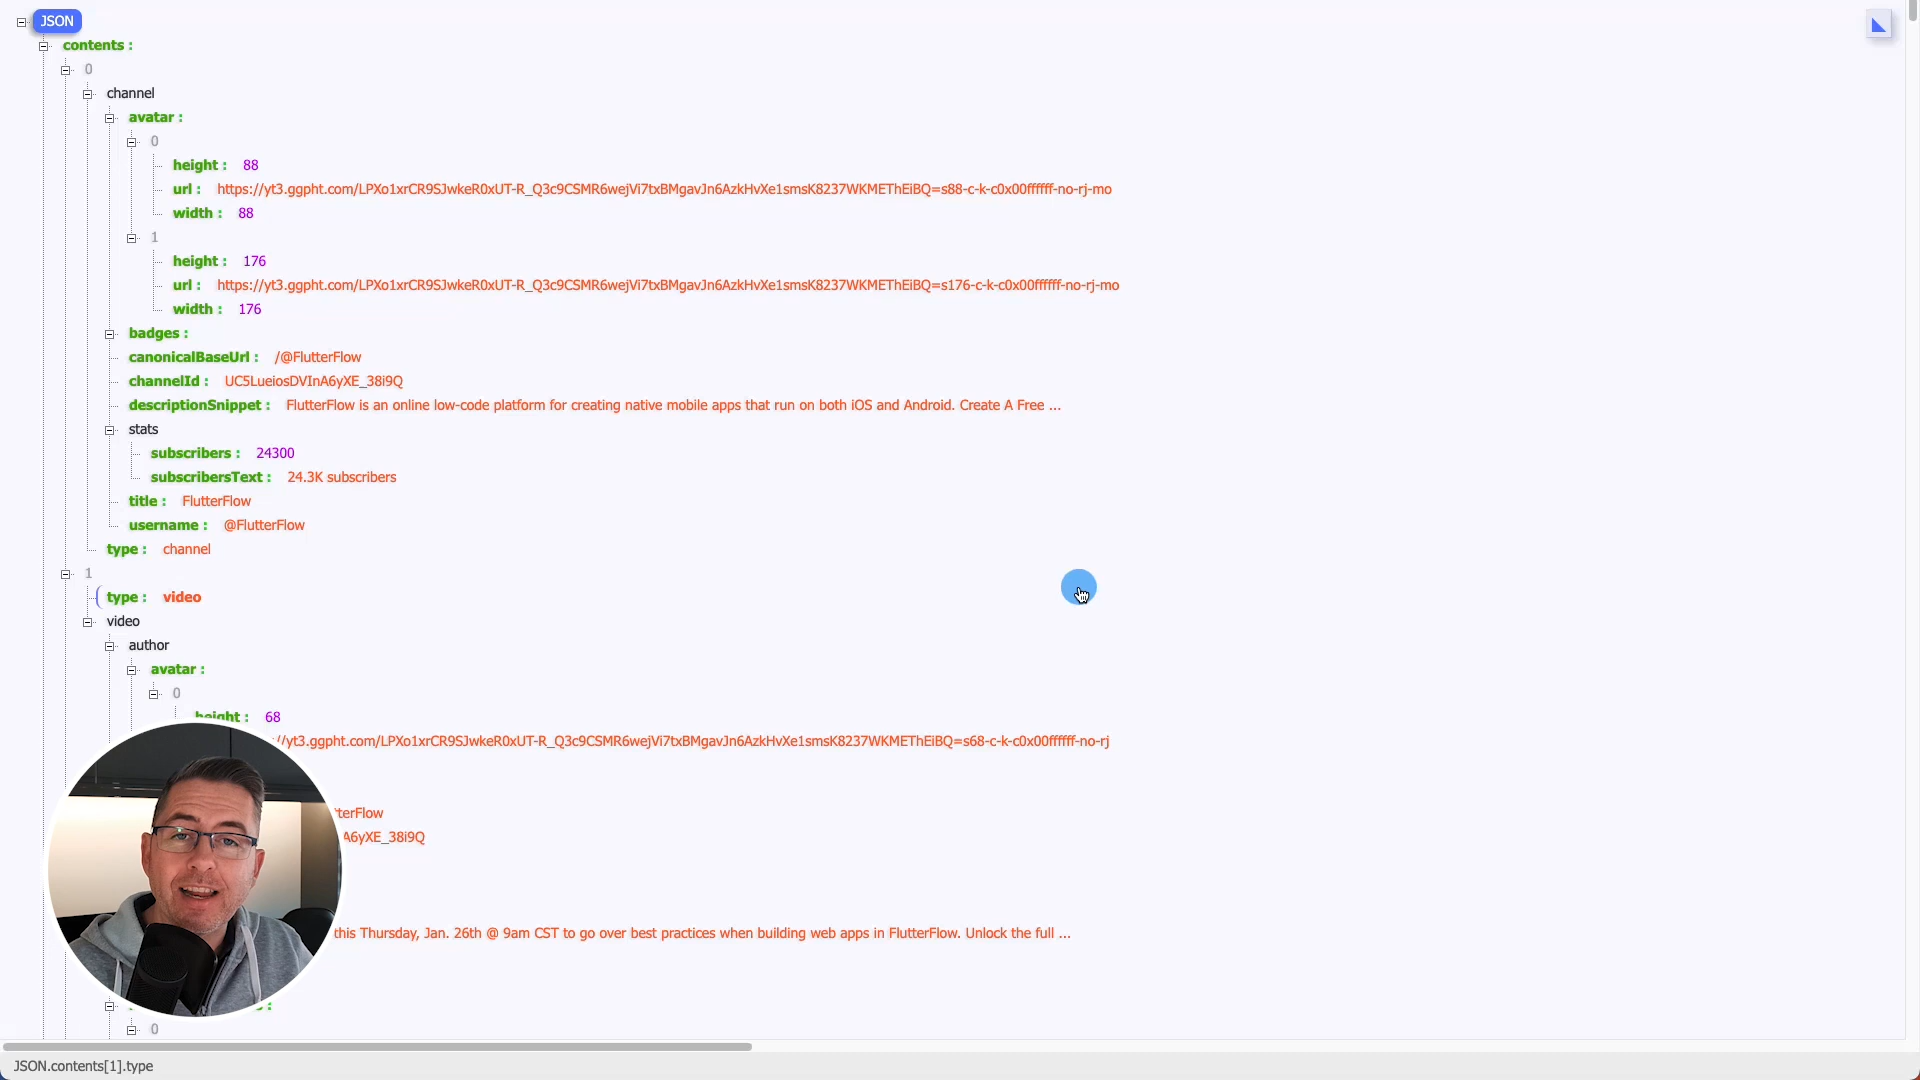 JSON
contents :
0
channel
avatar :
0
height : 88
url : https://yt3.ggpht.com/LPXo1xrCR9SJwkeR0xUT-R_Q3c9CSMR6wejVi7txBMgavJn6AzkHvXe1smsK8237WKMEThEiBQ=s88-c-k-c0x00ffffff-no-rj-mo
width : 88
1
height : 176
url : https://yt3.ggpht.com/LPXo1xrCR9SJwkeR0xUT-R_Q3c9CSMR6wejVi7txBMgavJn6AzkHvXe1smsK8237WKMEThEiBQ=s176-c-k-c0x00ffffff-no-rj-mo
width : 176
badges :
canonicalBaseUrl : /@FlutterFlow
channelId : UC5LueiosDVInA6yXE_38i9Q
descriptionSnippet : FlutterFlow is an online low-code platform for creating native mobile apps that run on both iOS and Android. Create A Free ...
stats
subscribers : 24300
subscribersText : 24.3K subscribers
title : FlutterFlow
username : @FlutterFlow
type : channel
1
type : video
video
author
avatar :
0
height : 68
://yt3.ggpht.com/LPXo1xrCR9SJwkeR0xUT-R_Q3c9CSMR6wejVi7txBMgavJn6AzkHvXe1smsK8237WKMEThEiBQ=s68-c-k-c0x00ffffff-no-rj
tterFlow
A6yXE_38i9Q
this Thursday, Jan. 26th @ 9am CST to go over best practices when building web apps in FlutterFlow. Unlock the full ...
:
0
JSON.contents[1].type